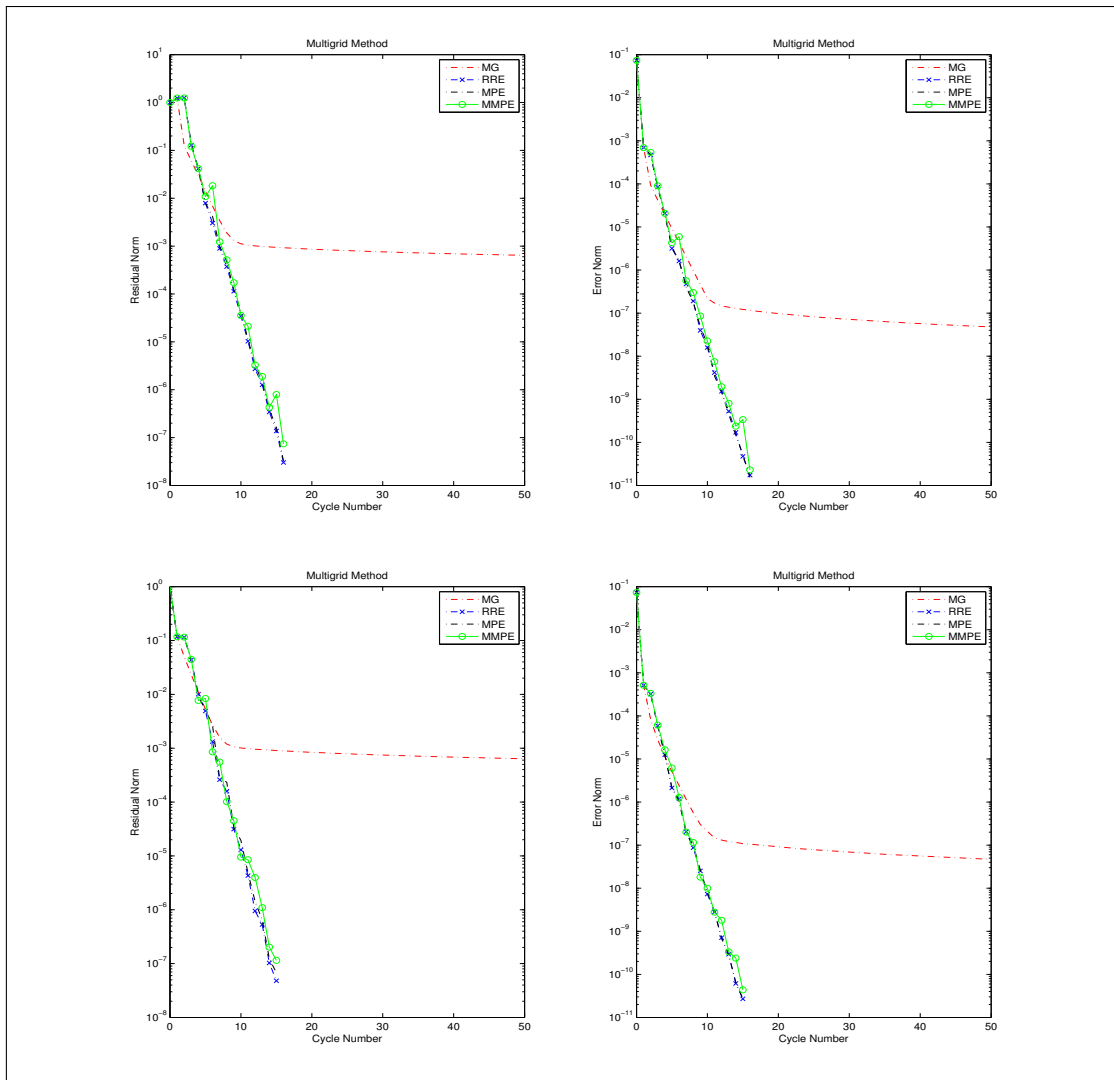 Multigrid Method
10^1
10^0
10^-1
10^-2
10^-3
10^-4
10^-5
10^-6
10^-7
10^-8
Residual Norm
0 10 20 30 40 50
Cycle Number
MG
RRE
MPE
MMPE
Multigrid Method
10^-1
10^-2
10^-3
10^-4
10^-5
10^-6
10^-7
10^-8
10^-9
10^-10
10^-11
Error Norm
0 10 20 30 40 50
Cycle Number
MG
RRE
MPE
MMPE
Multigrid Method
10^0
10^-1
10^-2
10^-3
10^-4
10^-5
10^-6
10^-7
10^-8
Residual Norm
0 10 20 30 40 50
Cycle Number
MG
RRE
MPE
MMPE
Multigrid Method
10^-1
10^-2
10^-3
10^-4
10^-5
10^-6
10^-7
10^-8
10^-9
10^-10
10^-11
Error Norm
0 10 20 30 40 50
Cycle Number
MG
RRE
MPE
MMPE